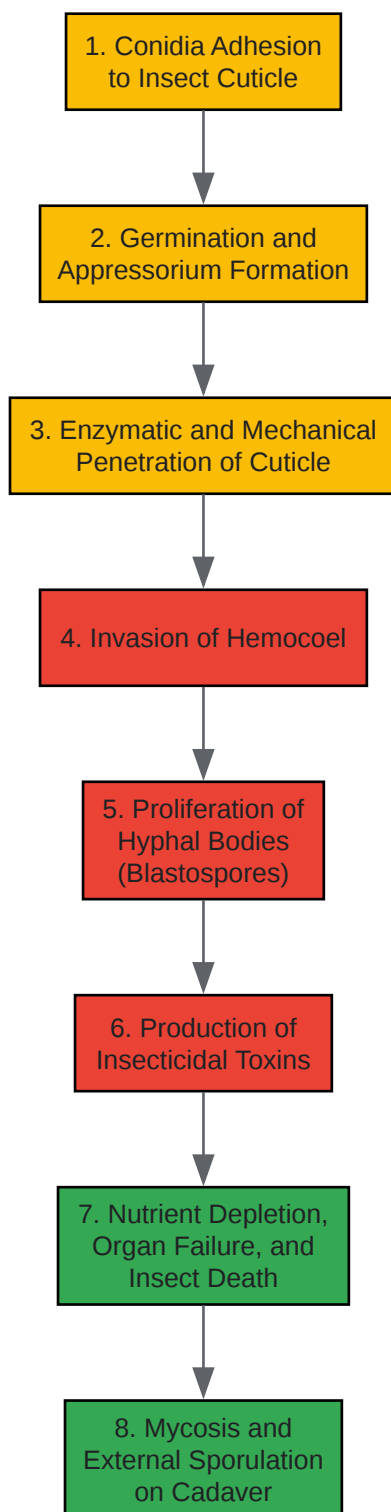 1. Conidia Adhesion
to Insect Cuticle
2. Germination and
Appressorium Formation
3. Enzymatic and Mechanical
Penetration of Cuticle
4. Invasion of Hemocoel
5. Proliferation of
Hyphal Bodies
(Blastospores)
6. Production of
Insecticidal Toxins
7. Nutrient Depletion,
Organ Failure, and
Insect Death
8. Mycosis and
External Sporulation
on Cadaver